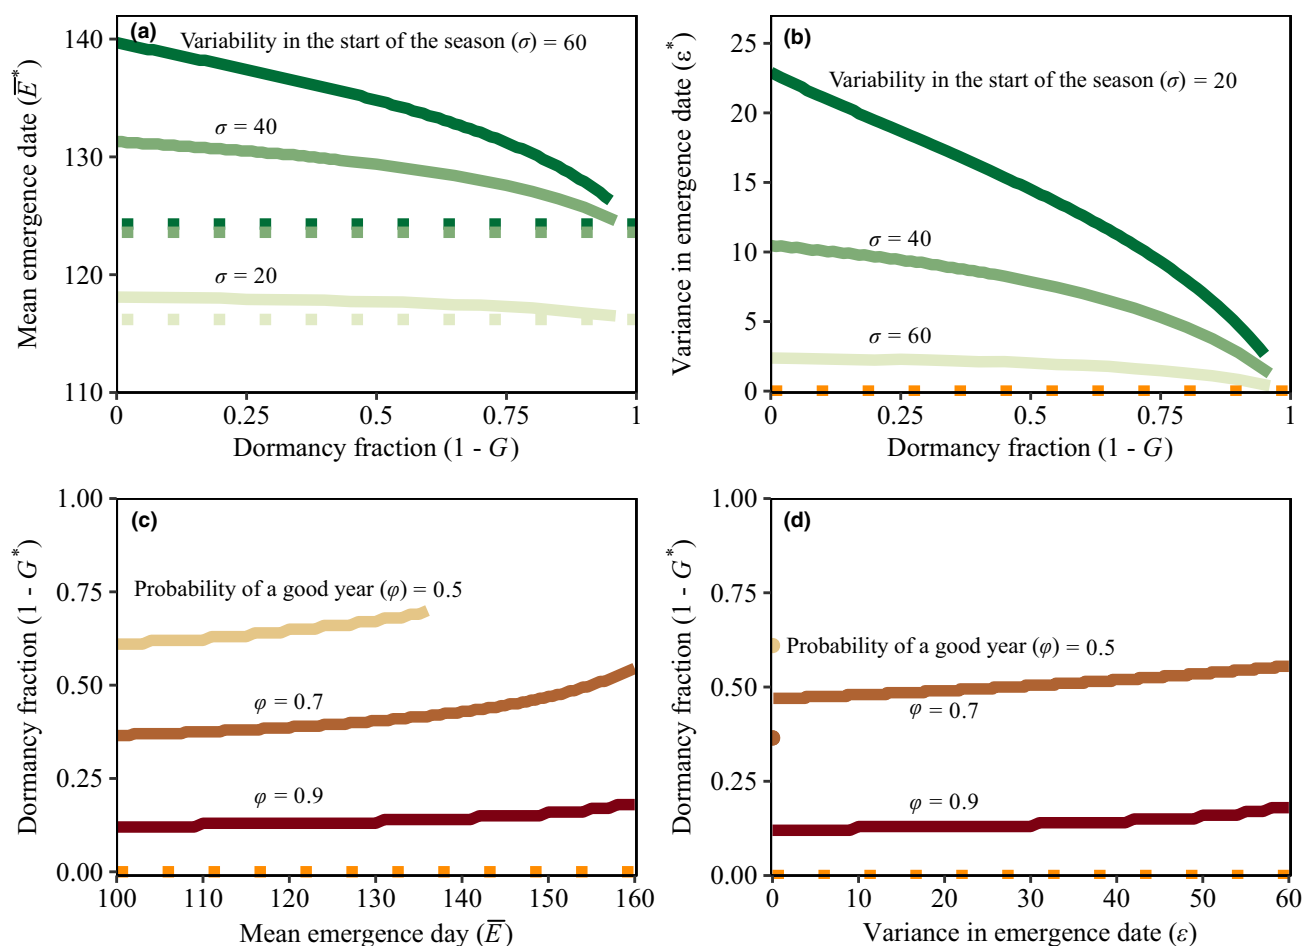 (a)
Variability in the start of the season (σ) = 60
σ = 40
σ = 20
Mean emergence date (E̅*)
140
130
120
110
0 0.25 0.5 0.75 1
Dormancy fraction (1 - G)
(b)
Variability in the start of the season (σ) = 20
σ = 40
σ = 60
Variance in emergence date (ε*)
25
20
15
10
5
0
0 0.25 0.5 0.75 1
Dormancy fraction (1 - G)
(c)
Probability of a good year (φ) = 0.5
φ = 0.7
φ = 0.9
Dormancy fraction (1 - G*)
1.00
0.75
0.50
0.25
0.00
100 110 120 130 140 150 160
Mean emergence day (E̅)
(d)
Probability of a good year (φ) = 0.5
φ = 0.7
φ = 0.9
Dormancy fraction (1 - G*)
1.00
0.75
0.50
0.25
0.00
0 10 20 30 40 50 60
Variance in emergence date (ε)